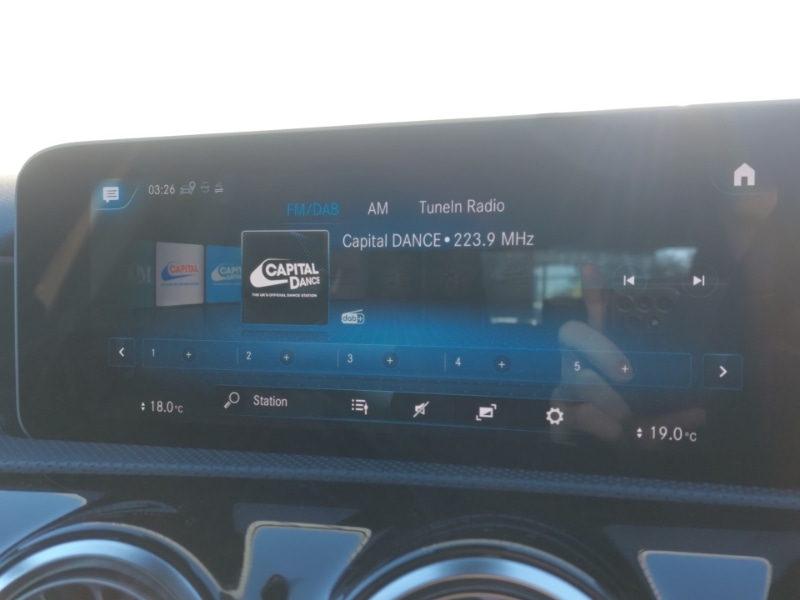 03:26
FM/DAB AM TuneIn Radio
Capital DANCE • 223.9 MHz
CAPITAL
CAPITAL
CAPITAL
DANCE
THE UK'S OFFICIAL DANCE STATION
dab+
1 + 2 + 3 + 4 + 5 +
18.0°C
Station
19.0°C